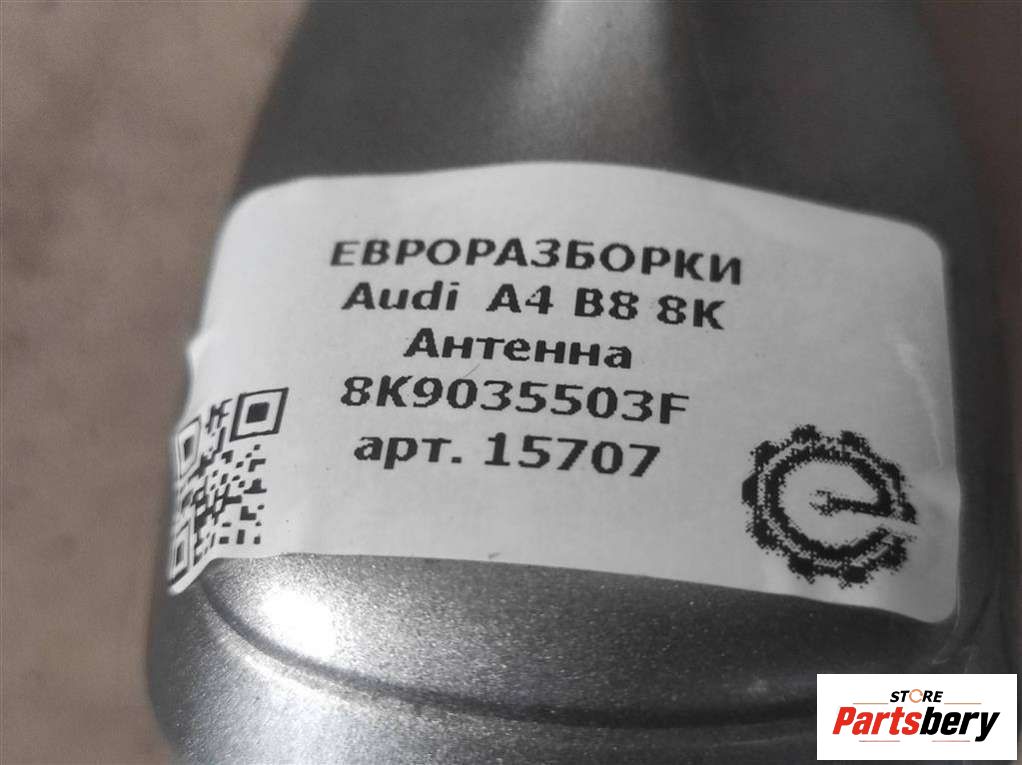 ЕВРОРАЗБОРКИ
Audi A4 B8 8K
Антенна
8K9035503F
арт. 15707
STORE
Partsbery